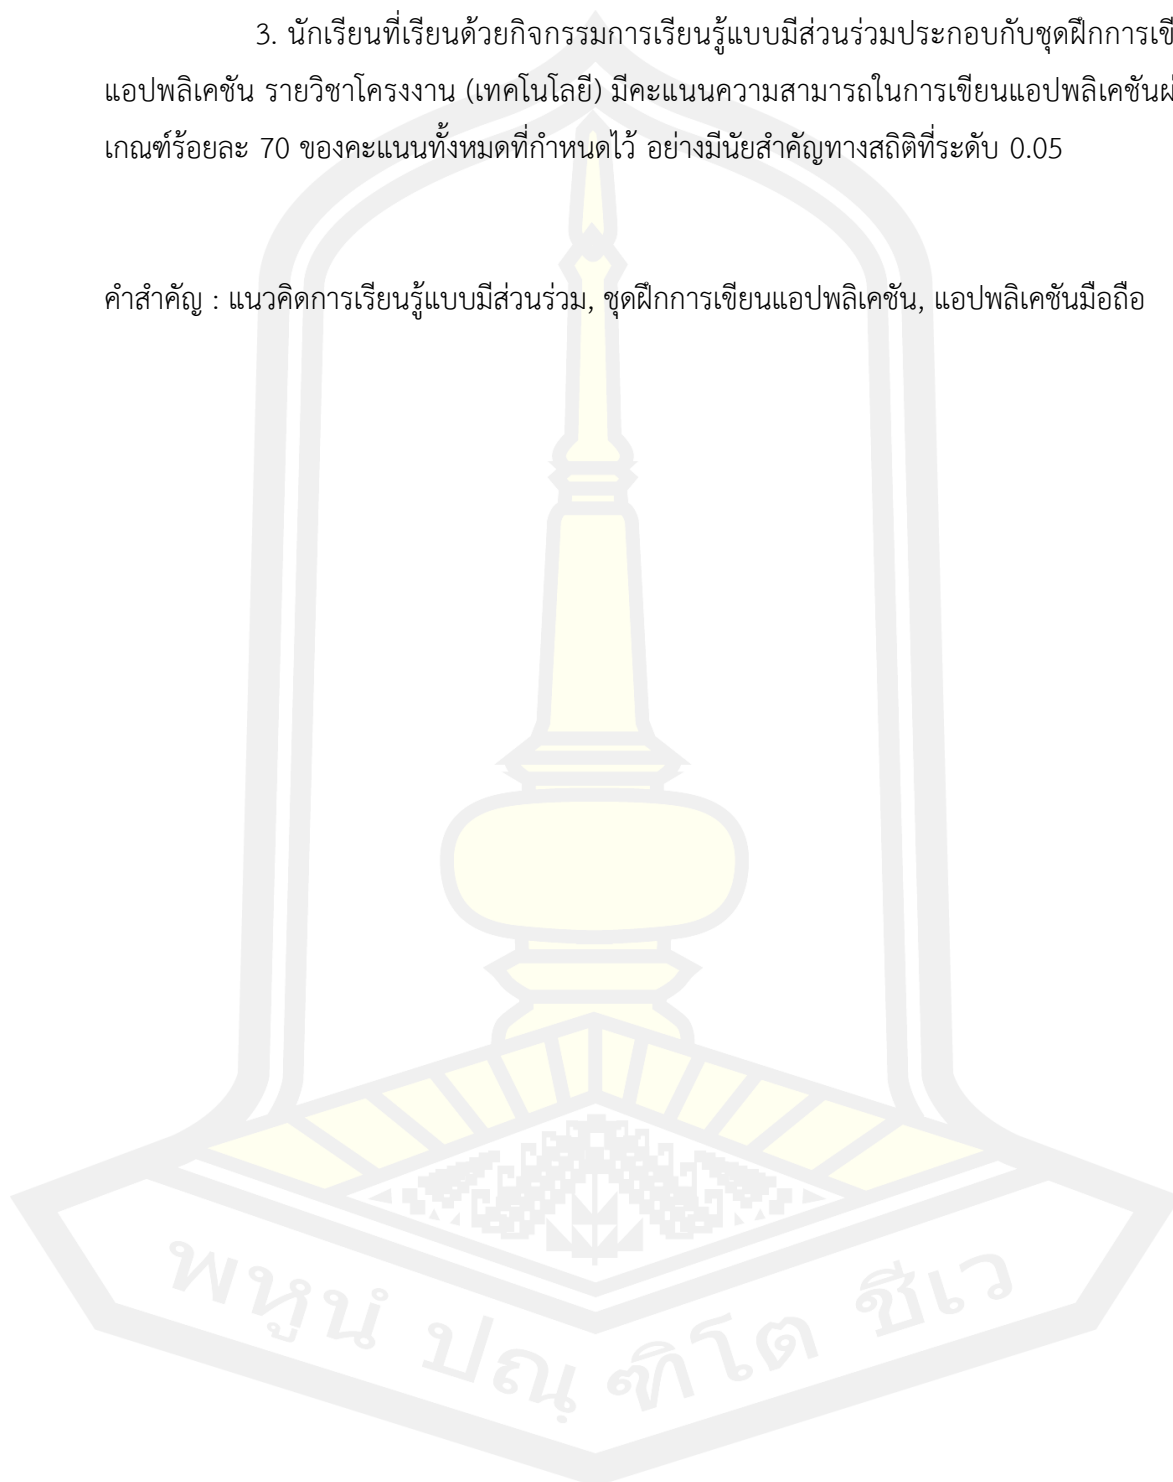 3. นักเรียนที่เรียนด้วยกิจกรรมการเรียนรู้แบบมีส่วนร่วมประกอบกับชุดฝึกการเขี
แอปพลิเคชัน รายวิชาโครงงาน (เทคโนโลยี) มีคะแนนความสามารถในการเขียนแอปพลิเคชันผ่
เกณฑ์ร้อยละ 70 ของคะแนนทั้งหมดที่กำหนดไว้ อย่างมีนัยสำคัญทางสถิติที่ระดับ 0.05
คำสำคัญ : แนวคิดการเรียนรู้แบบมีส่วนร่วม, ชุดฝึกการเขียนแอปพลิเคชัน, แอปพลิเคชันมือถือ
พหูนํ ปณฺ ฑิโต ชีเว